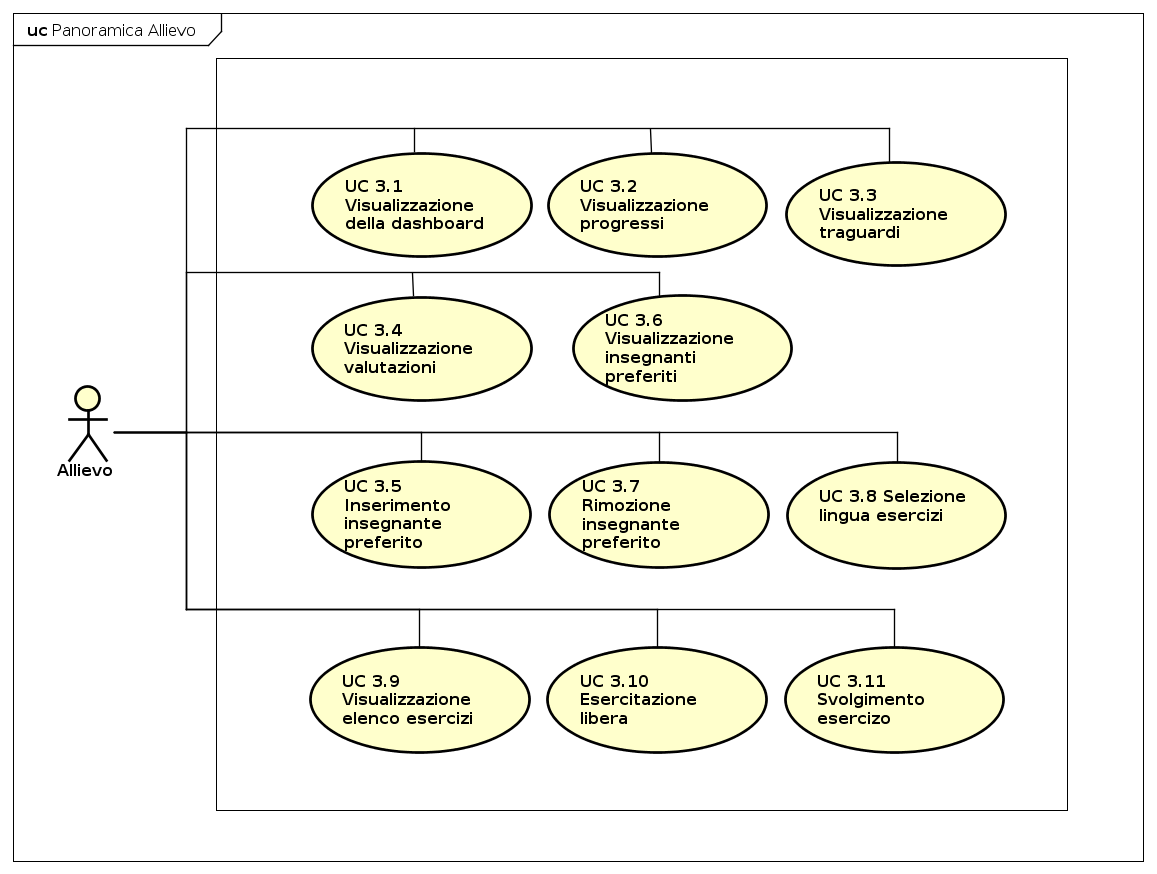 uc Panoramica Allievo
UC 3.1
Visualizzazione
della dashboard
UC 3.2
Visualizzazione
progressi
UC 3.3
Visualizzazione
traguardi
UC 3.4
Visualizzazione
valutazioni
UC 3.6
Visualizzazione
insegnanti
preferiti
Allievo
UC 3.5
Inserimento
insegnante
preferito
UC 3.7
Rimozione
insegnante
preferito
UC 3.8 Selezione
lingua esercizi
UC 3.9
Visualizzazione
elenco esercizi
UC 3.10
Esercitazione
libera
UC 3.11
Svolgimento
esercizo